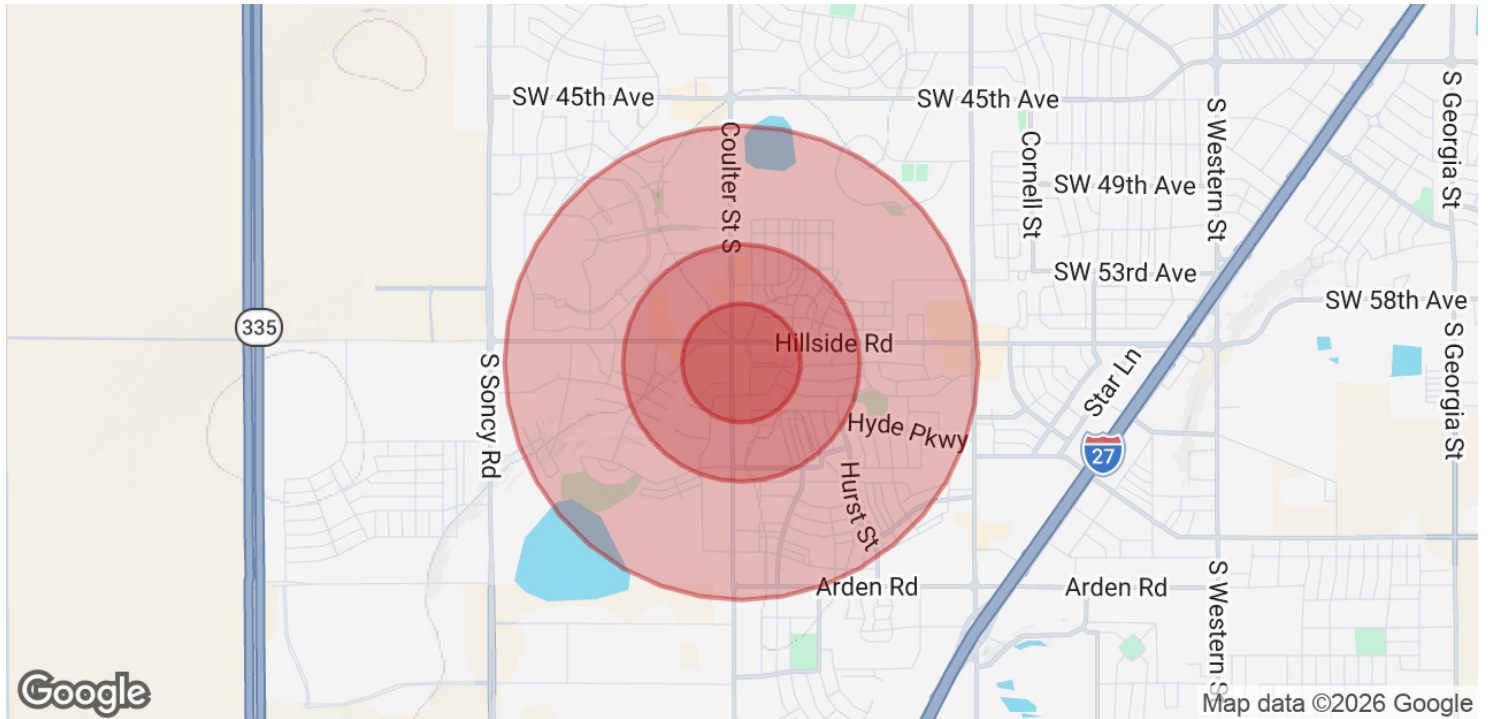 SW 45th Ave
SW 45th Ave
S Georgia St
S Western St
Coulter St S
Cornell St
SW 49th Ave
SW 53rd Ave
SW 58th Ave
335
Hillside Rd
S Georgia St
S Soncy Rd
Star Ln
Hyde Pkwy
27
Hurst St
Arden Rd
Arden Rd
S Western S
Google
Map data ©2026 Google